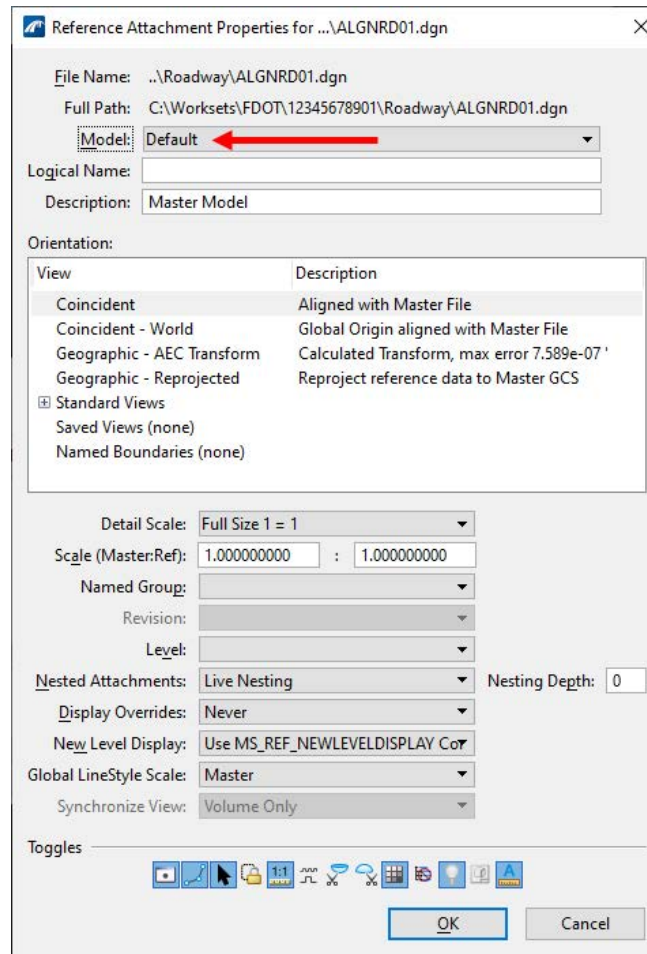 Reference Attachment Properties for ...\ALGNRD01.dgn
File Name: ..\Roadway\ALGNRD01.dgn
Full Path: C:\Worksets\FDOT\12345678901\Roadway\ALGNRD01.dgn
Model: Default
Logical Name:
Description: Master Model
Orientation:
View Description
Coincident Aligned with Master File
Coincident - World Global Origin aligned with Master File
Geographic - AEC Transform Calculated Transform, max error 7.589e-07 '
Geographic - Reprojected Reproject reference data to Master GCS
Standard Views
Saved Views (none)
Named Boundaries (none)
Detail Scale: Full Size 1 = 1
Scale (Master:Ref): 1.000000000 : 1.000000000
Named Group:
Revision:
Level:
Nested Attachments: Live Nesting Nesting Depth: 0
Display Overrides: Never
New Level Display: Use MS_REF_NEWLEVELDISPLAY Cor
Global LineStyle Scale: Master
Synchronize View: Volume Only
Toggles
1:1 A
OK Cancel